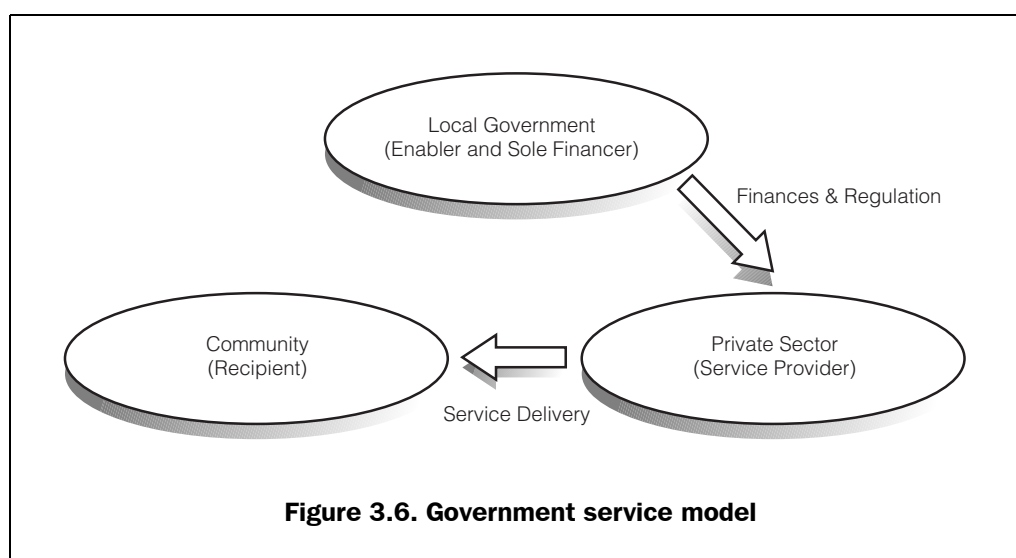 Local Government
(Enabler and Sole Financer)
Finances & Regulation
Community
(Recipient)
Private Sector
(Service Provider)
Service Delivery
Figure 3.6. Government service model